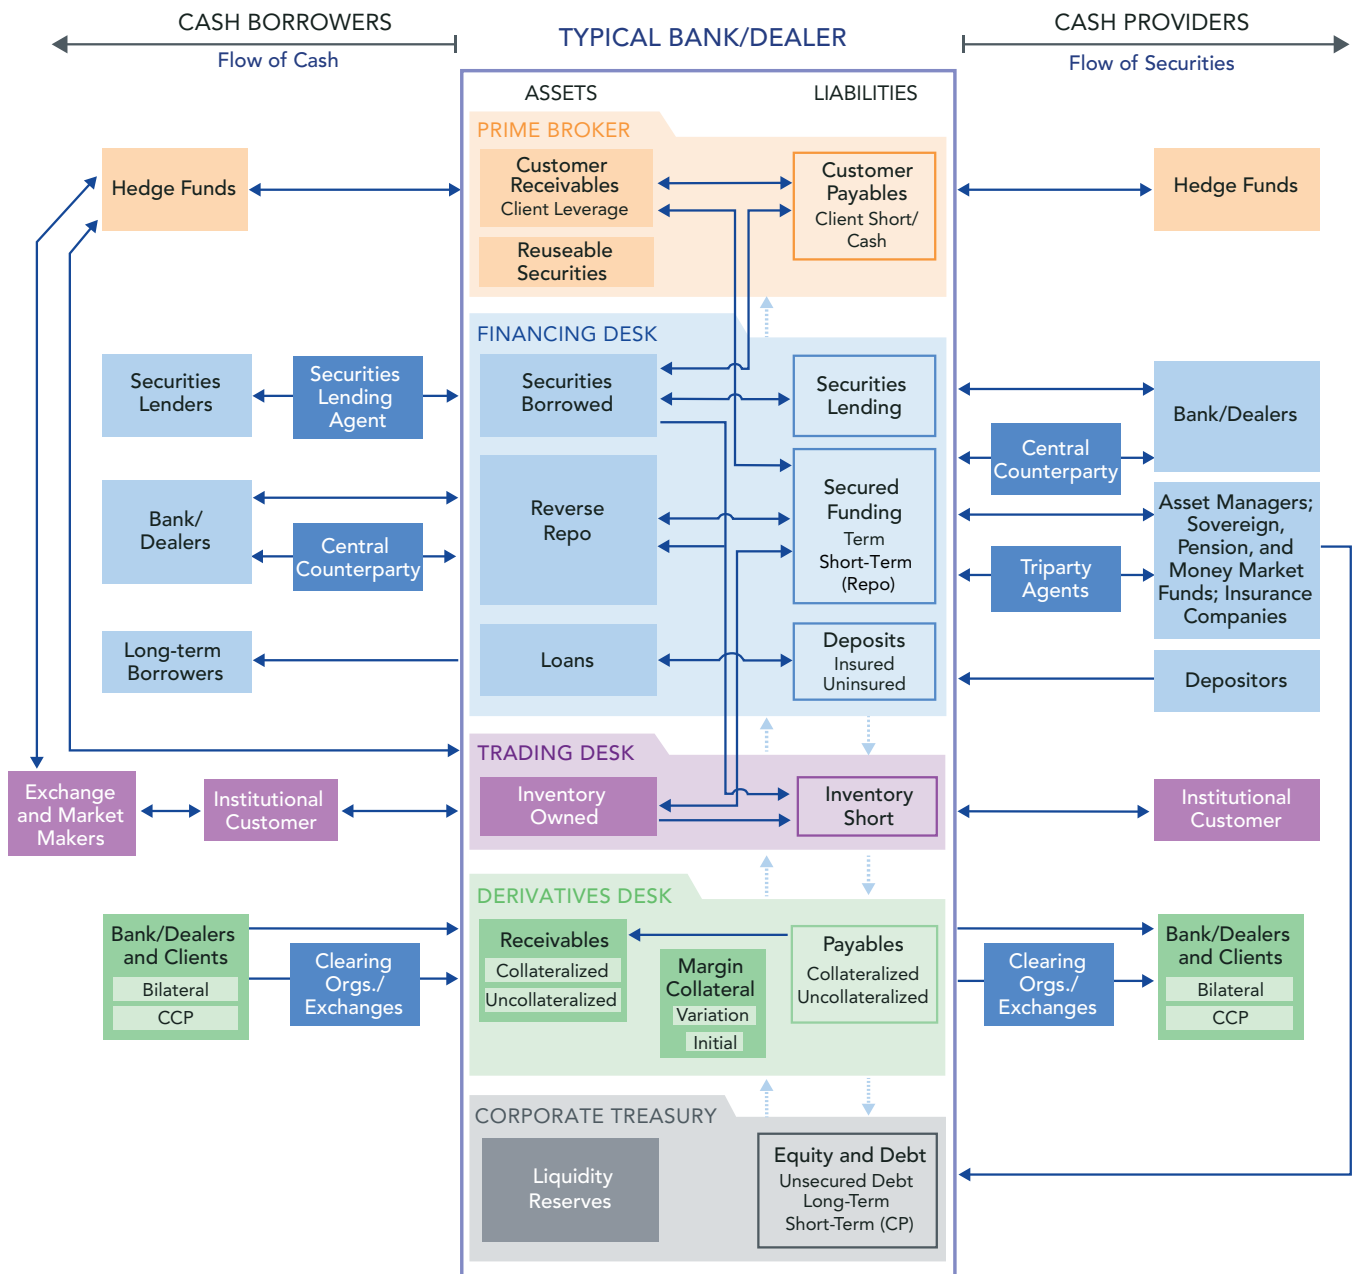 CASH BORROWERS
Flow of Cash
TYPICAL BANK/DEALER
CASH PROVIDERS
Flow of Securities
ASSETS
LIABILITIES
PRIME BROKER
Hedge Funds
Customer
Receivables
Client Leverage
Reuseable
Securities
Customer
Payables
Client Short/
Cash
Hedge Funds
FINANCING DESK
Securities
Lenders
Securities
Lending
Agent
Securities
Borrowed
Securities
Lending
Bank/Dealers
Central
Counterparty
Bank/
Dealers
Central
Counterparty
Reverse
Repo
Secured
Funding
Term
Short-Term
(Repo)
Asset Managers;
Sovereign,
Pension, and
Money Market
Funds; Insurance
Companies
Triparty
Agents
Long-term
Borrowers
Loans
Deposits
Insured
Uninsured
Depositors
TRADING DESK
Exchange
and Market
Makers
Institutional
Customer
Inventory
Owned
Inventory
Short
Institutional
Customer
DERIVATIVES DESK
Bank/Dealers
and Clients
Bilateral
CCP
Clearing
Orgs./
Exchanges
Receivables
Collateralized
Uncollateralized
Margin
Collateral
Variation
Initial
Payables
Collateralized
Uncollateralized
Clearing
Orgs./
Exchanges
Bank/Dealers
and Clients
Bilateral
CCP
CORPORATE TREASURY
Liquidity
Reserves
Equity and Debt
Unsecured Debt
Long-Term
Short-Term (CP)